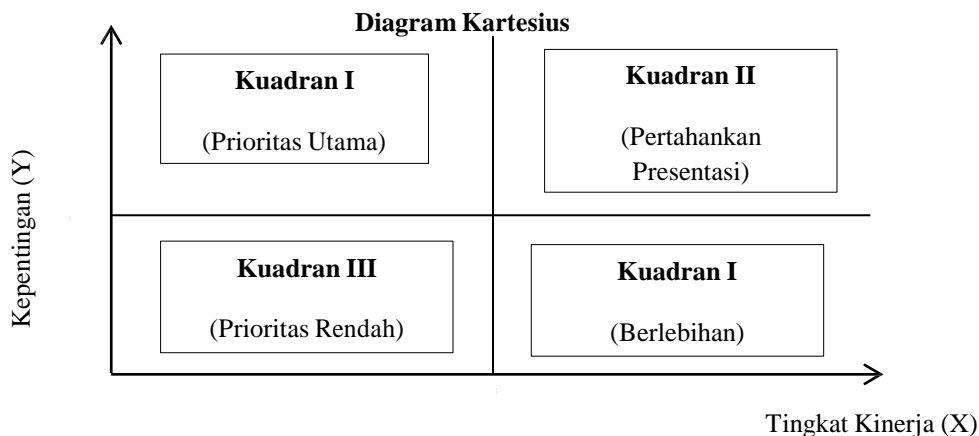 Diagram Kartesius
Kuadran I
(Prioritas Utama)
Kuadran II
(Pertahankan
Presentasi)
Kepentingan (Y)
Kuadran III
(Prioritas Rendah)
Kuadran I
(Berlebihan)
Tingkat Kinerja (X)